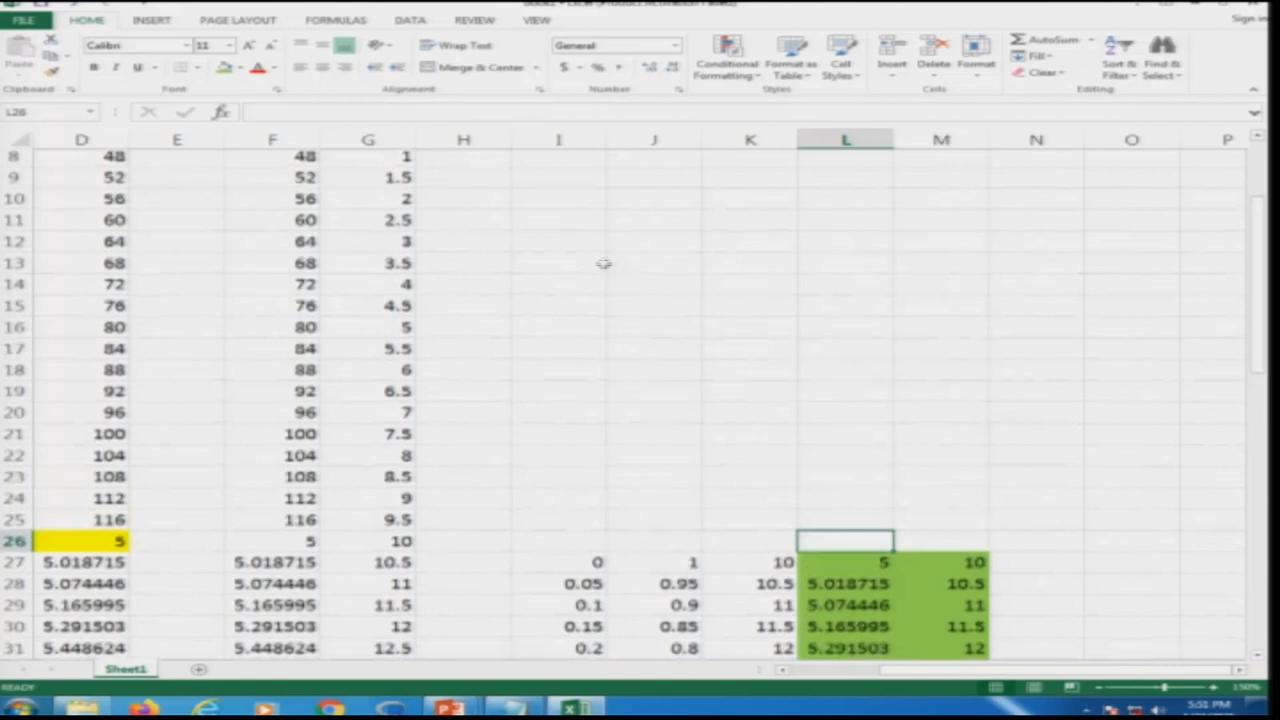 FILE HOME INSERT PAGE LAYOUT FORMULAS DATA REVIEW VIEW Sign in
Paste Calibri 11 Wrap Text General Conditional Format as Cell Insert Delete Format AutoSum Sort & Find &
B I U Merge & Center $ % Formatting Table Styles Fill Filter Select
Clear
Clipboard Font Alignment Number Styles Cells Editing
L26 fx
D E F G H I J K L M N O P
8 48 48 1
9 52 52 1.5
10 56 56 2
11 60 60 2.5
12 64 64 3
13 68 68 3.5
14 72 72 4
15 76 76 4.5
16 80 80 5
17 84 84 5.5
18 88 88 6
19 92 92 6.5
20 96 96 7
21 100 100 7.5
22 104 104 8
23 108 108 8.5
24 112 112 9
25 116 116 9.5
26 5 5 10
27 5.018715 5.018715 10.5 0 1 10 5 10
28 5.074446 5.074446 11 0.05 0.95 10.5 5.018715 10.5
29 5.165995 5.165995 11.5 0.1 0.9 11 5.074446 11
30 5.291503 5.291503 12 0.15 0.85 11.5 5.165995 11.5
31 5.448624 5.448624 12.5 0.2 0.8 12 5.291503 12
Sheet1
READY 150%
5:51 PM